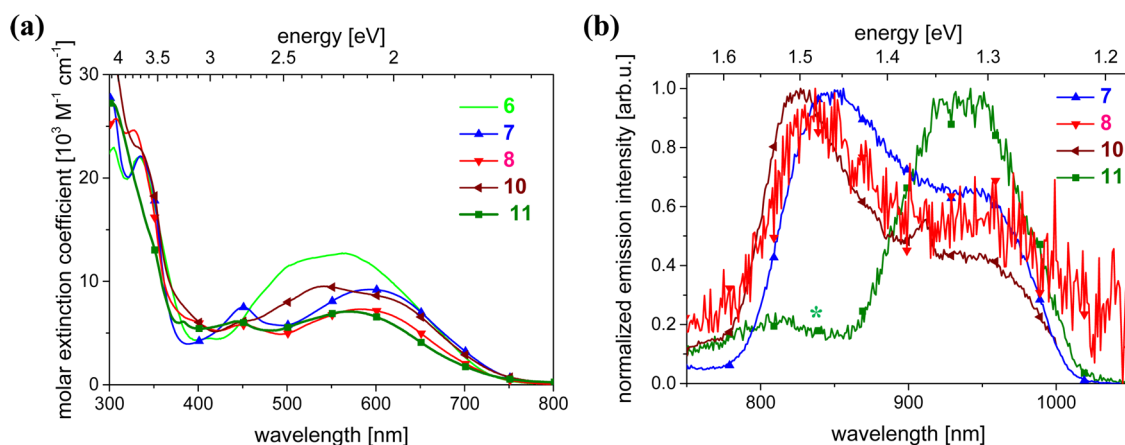 (a)
energy [eV]
4 3.5 3 2.5 2
30
20
10
0
molar extinction coefficient [10³ M⁻¹ cm⁻¹]
6
7
8
10
11
300 400 500 600 700 800
wavelength [nm]
(b)
energy [eV]
1.6 1.5 1.4 1.3 1.2
1.0
0.8
0.6
0.4
0.2
0.0
normalized emission intensity [arb.u.]
7
8
10
11
*
800 900 1000
wavelength [nm]